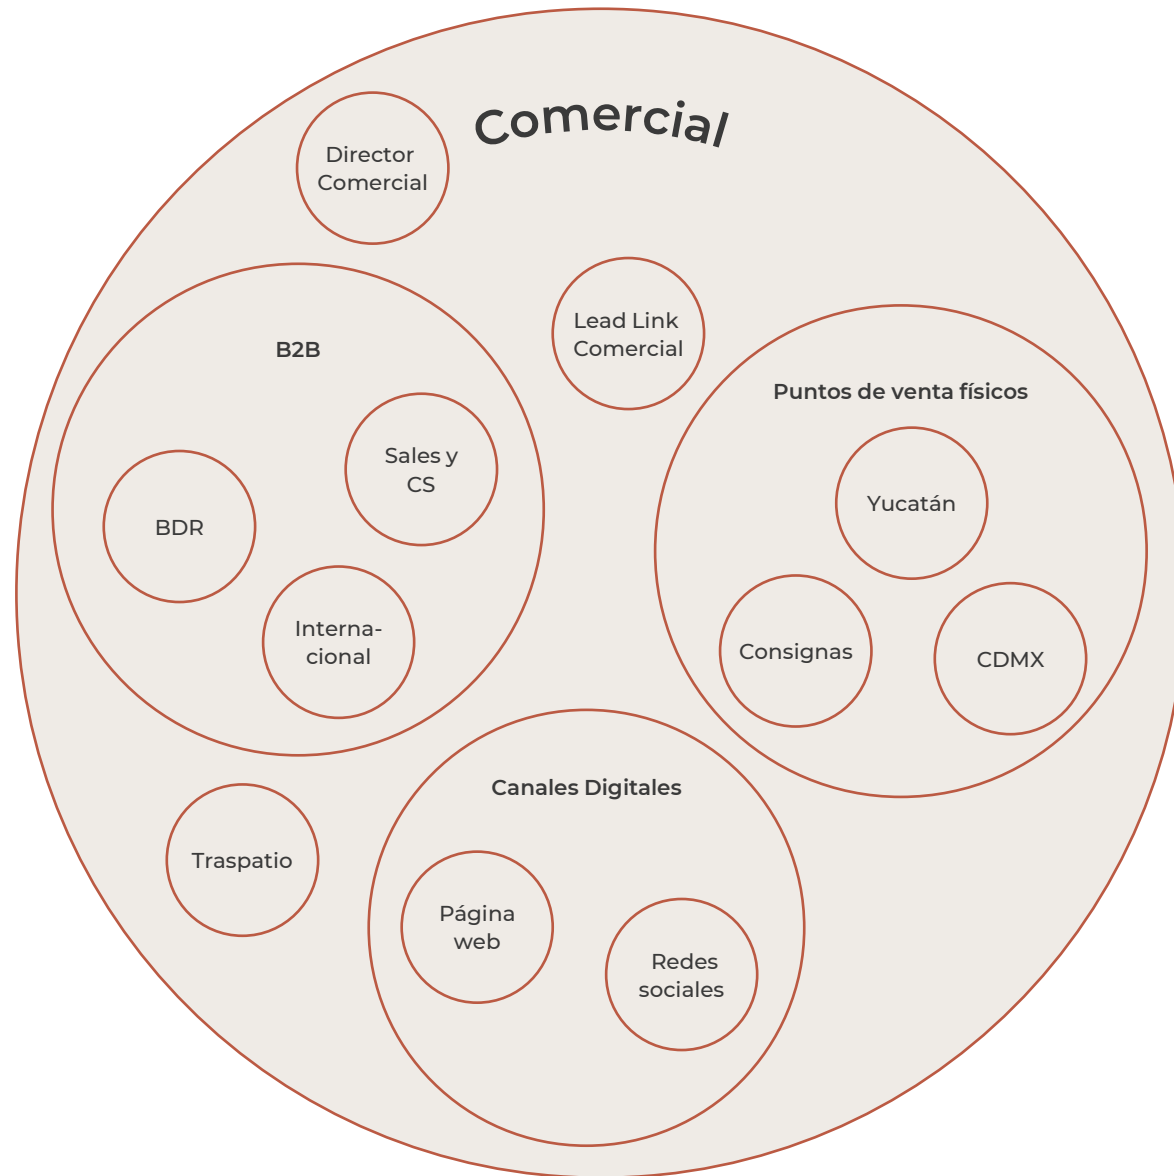 Comercial
Director
Comercial
Lead Link
Comercial
B2B
Sales y
CS
BDR
Interna-
cional
Puntos de venta físicos
Yucatán
Consignas
CDMX
Canales Digitales
Página
web
Redes
sociales
Traspatio